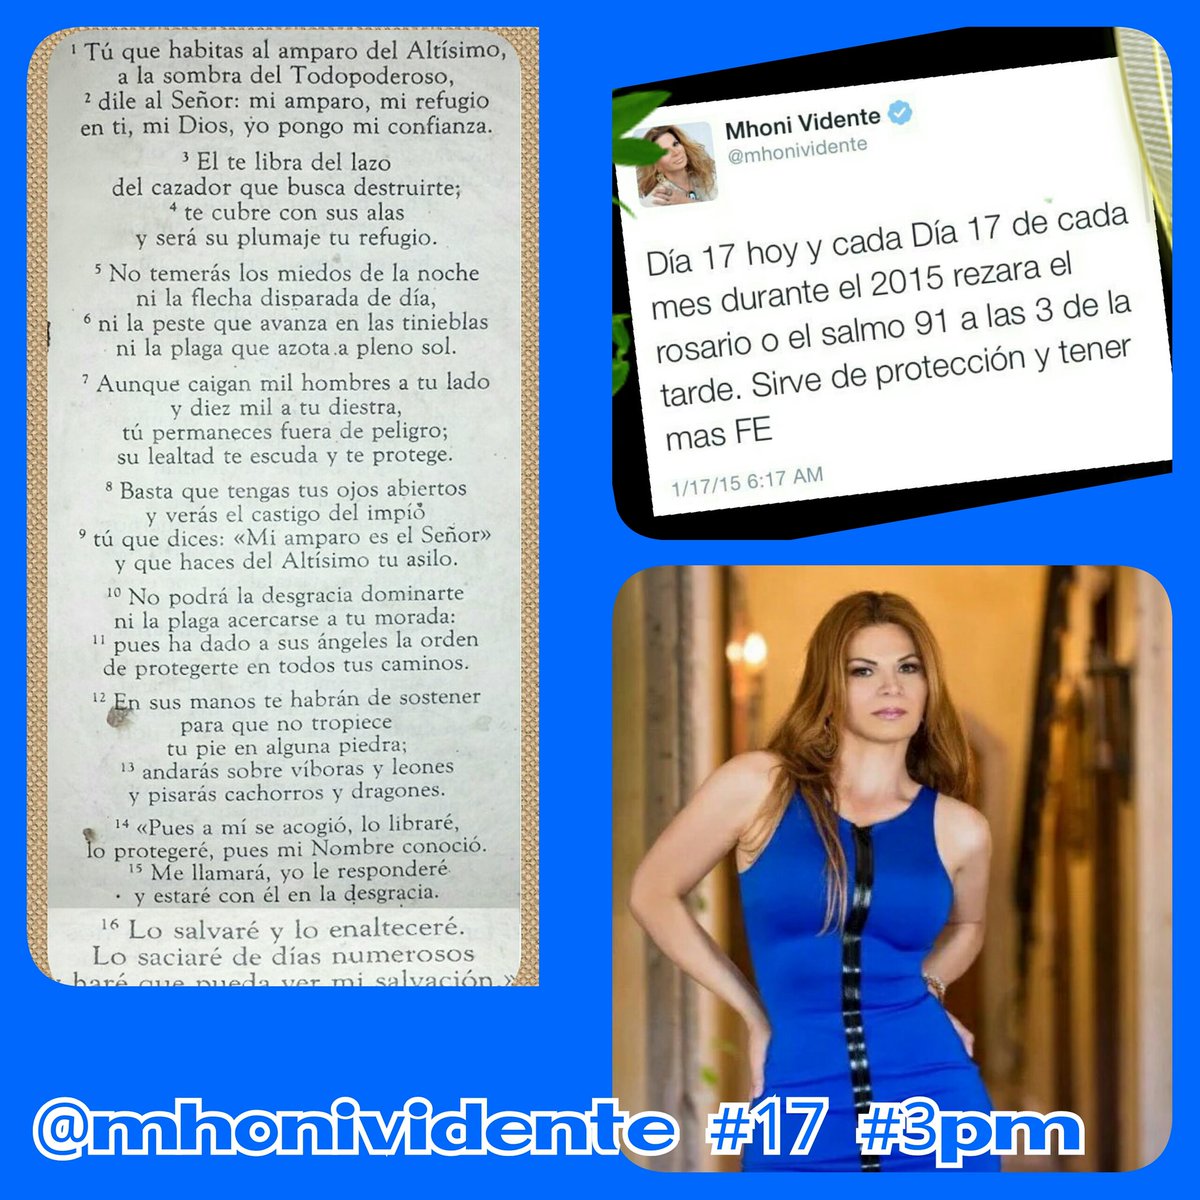 1 Tú que habitas al amparo del Altísimo,
a la sombra del Todopoderoso,
2 dile al Señor: mi amparo, mi refugio
en ti, mi Dios, yo pongo mi confianza.
3 El te libra del lazo
del cazador que busca destruirte;
4 te cubre con sus alas
y será su plumaje tu refugio.
5 No temerás los miedos de la noche
ni la flecha disparada de día,
6 ni la peste que avanza en las tinieblas
ni la plaga que azota a pleno sol.
7 Aunque caigan mil hombres a tu lado
y diez mil a tu diestra,
tú permaneces fuera de peligro;
su lealtad te escuda y te protege.
8 Basta que tengas tus ojos abiertos
y verás el castigo del impío
9 tú que dices: «Mi amparo es el Señor»
y que haces del Altísimo tu asilo.
10 No podrá la desgracia dominarte
ni la plaga acercarse a tu morada:
11 pues ha dado a sus ángeles la orden
de protegerte en todos tus caminos.
12 En sus manos te habrán de sostener
para que no tropiece
tu pie en alguna piedra;
13 andarás sobre víboras y leones
y pisarás cachorros y dragones.
14 «Pues a mí se acogió, lo libraré,
lo protegeré, pues mi Nombre conoció.
15 Me llamará, yo le responderé
y estaré con él en la desgracia.
16 Lo salvaré y lo enalteceré.
Lo saciaré de días numerosos
haré que pueda ver mi salvación»
Mhoni Vidente
@mhonividente
Día 17 hoy y cada Día 17 de cada
mes durante el 2015 rezara el
rosario o el salmo 91 a las 3 de la
tarde. Sirve de protección y tener
mas FE
1/17/15 6:17 AM
@mhonividente #17 #3pm